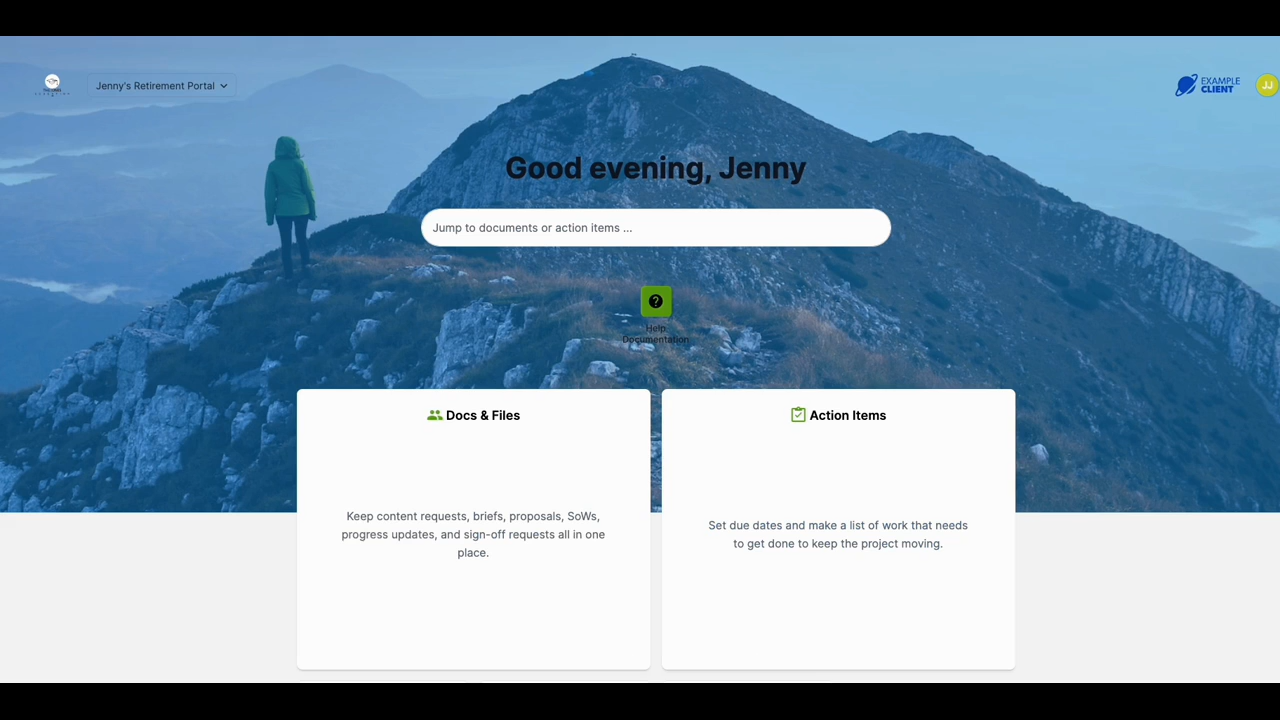 Jenny's Retirement Portal
EXAMPLE
CLIENT
JJ
Good evening, Jenny
Jump to documents or action items ...
Help
Documentation
Docs & Files
Action Items
Keep content requests, briefs, proposals, SoWs,
progress updates, and sign-off requests all in one
place.
Set due dates and make a list of work that needs
to get done to keep the project moving.